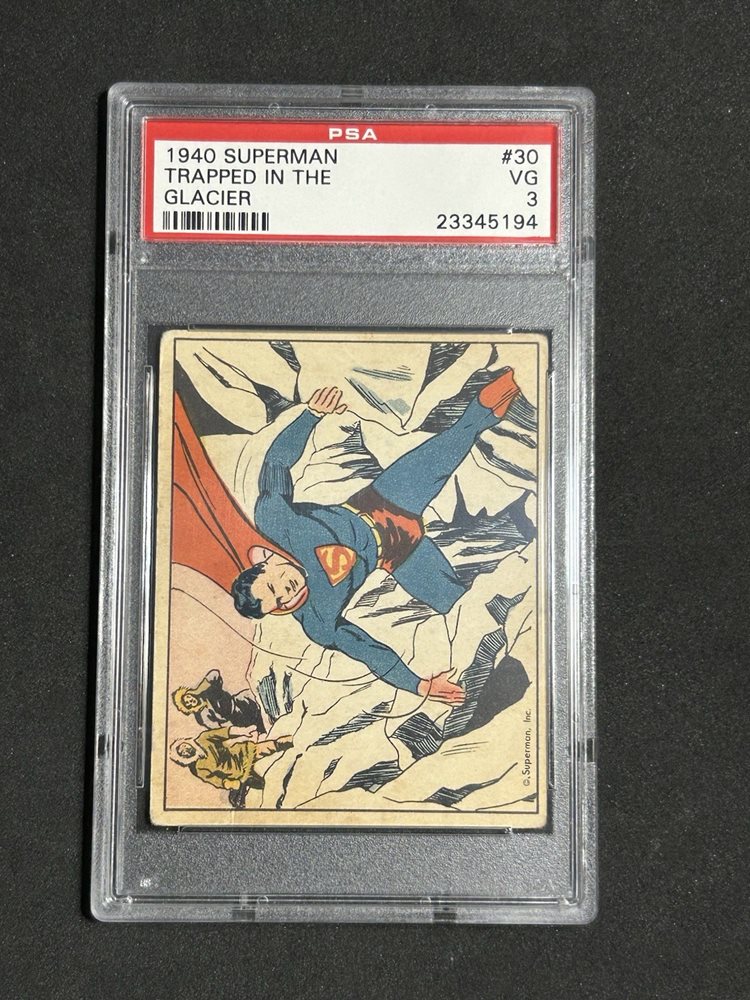 PSA
1940 SUPERMAN #30
TRAPPED IN THE VG
GLACIER 3
23345194
S
©, Superman, Inc.